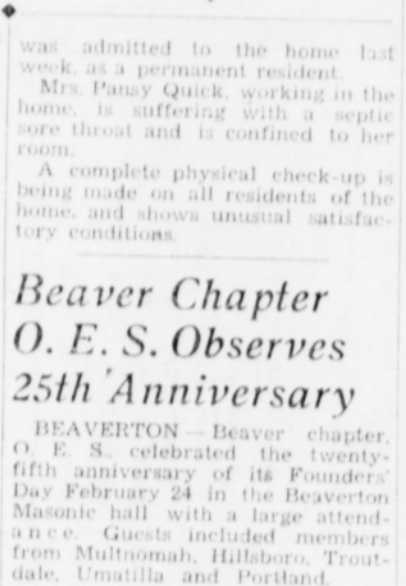 was admitted to the home last
week, as a permanent resident.
Mrs. Pansy Quick, working in the
home, is suffering with a septic
sore throat and is confined to her
room.
A complete physical check-up is
being made on all residents of the
home, and shows unusual satisfac-
tory conditions.
Beaver Chapter
O. E. S. Observes
25th Anniversary
BEAVERTON — Beaver chapter,
O. E. S., celebrated the twenty-
fifth anniversary of its Founders'
Day February 24 in the Beaverton
Masonic hall with a large attend-
ance. Guests included members
from Multnomah, Hillsboro, Trout-
dale, Umatilla and Portland.